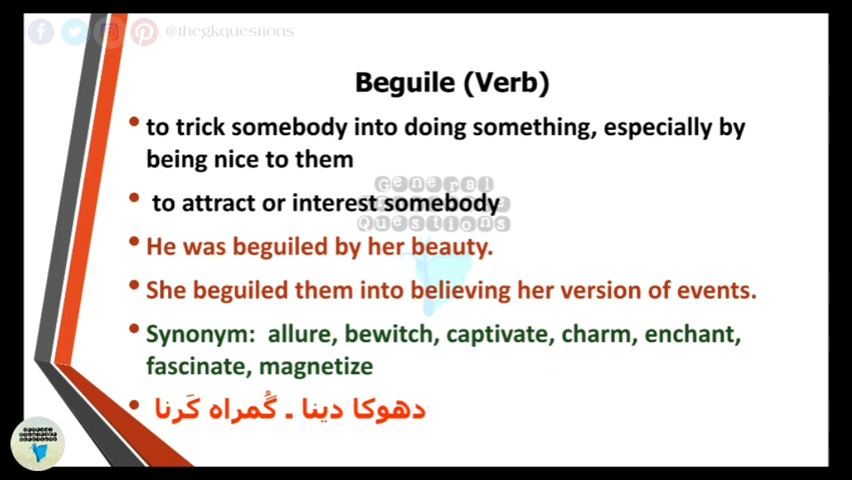 @thegkquestions
Beguile (Verb)
• to trick somebody into doing something, especially by
being nice to them
General
Questions
• to attract or interest somebody
• He was beguiled by her beauty.
• She beguiled them into believing her version of events.
• Synonym: allure, bewitch, captivate, charm, enchant,
fascinate, magnetize
• دھوکا دینا ۔ گُمراہ کَرنا